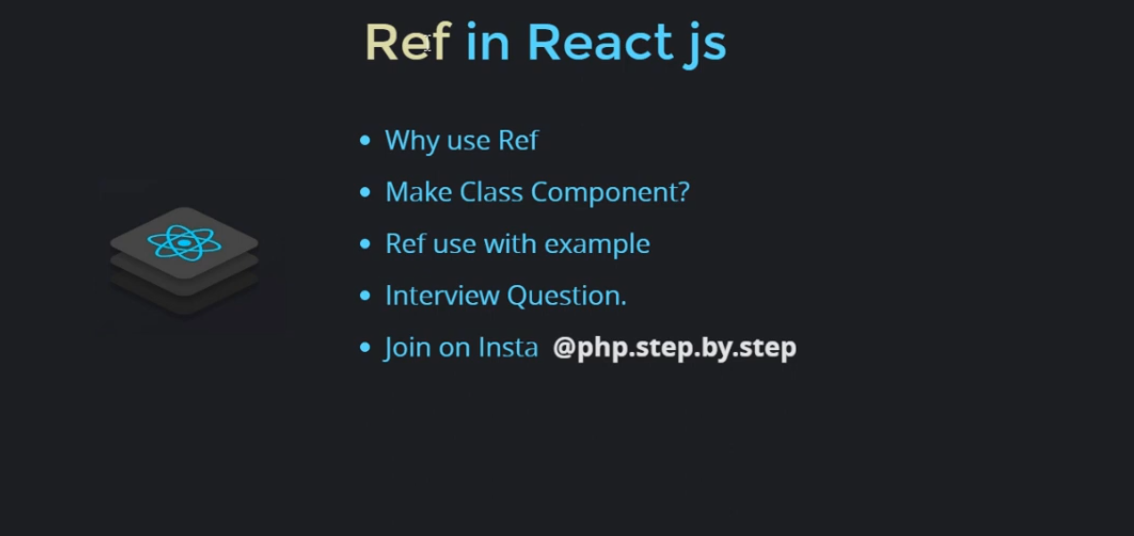 Ref in React js
Why use Ref
Make Class Component?
Ref use with example
Interview Question.
Join on Insta @php.step.by.step